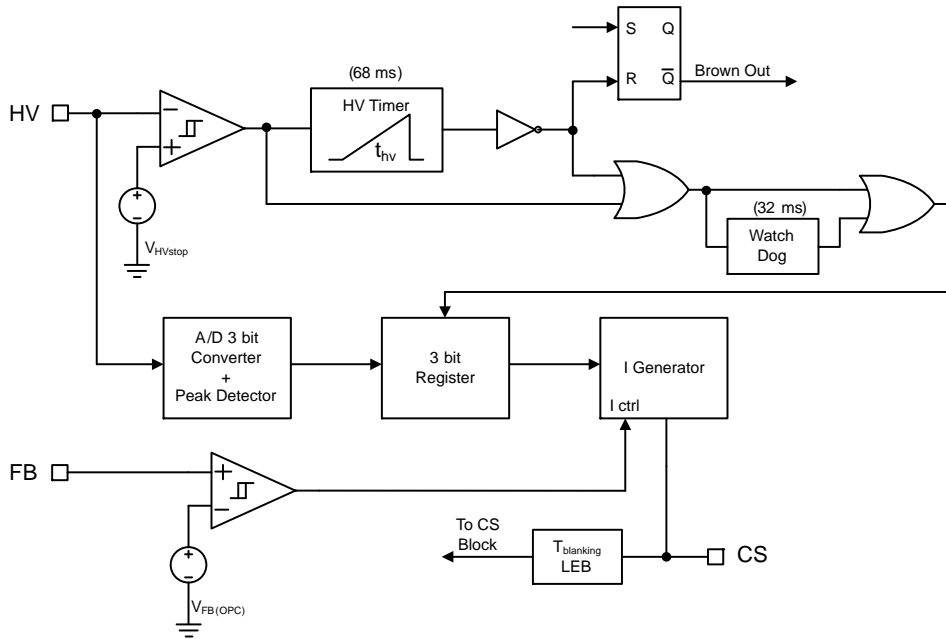 S Q
(68 ms)
R Q̅
Brown Out
HV
HV Timer
−
+
t_hv
+
−
V_HVstop
(32 ms)
Watch
Dog
A/D 3 bit
Converter
+
Peak Detector
3 bit
Register
I Generator
I ctrl
FB
+
−
To CS
Block
T_blanking
LEB
CS
+
−
V_FB(OPC)